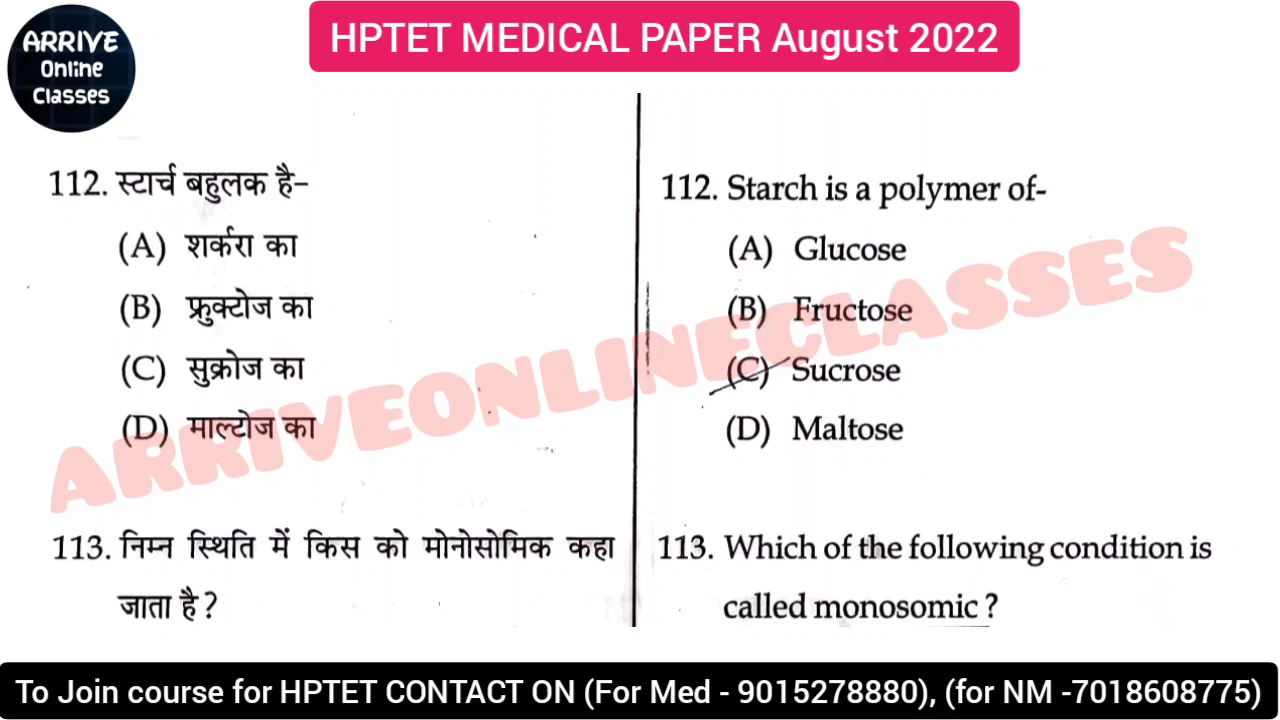 ARRIVE
Online
Classes
HPTET MEDICAL PAPER August 2022
112. स्टार्च बहुलक है-
(A) शर्करा का
(B) फ्रुक्टोज का
(C) सुक्रोज का
(D) माल्टोज का
113. निम्न स्थिति में किस को मोनोसोमिक कहा
जाता है ?
112. Starch is a polymer of-
(A) Glucose
(B) Fructose
(C) Sucrose
(D) Maltose
113. Which of the following condition is
called monosomic ?
ARRIVEONLINECLASSES
To Join course for HPTET CONTACT ON (For Med - 9015278880), (for NM -7018608775)